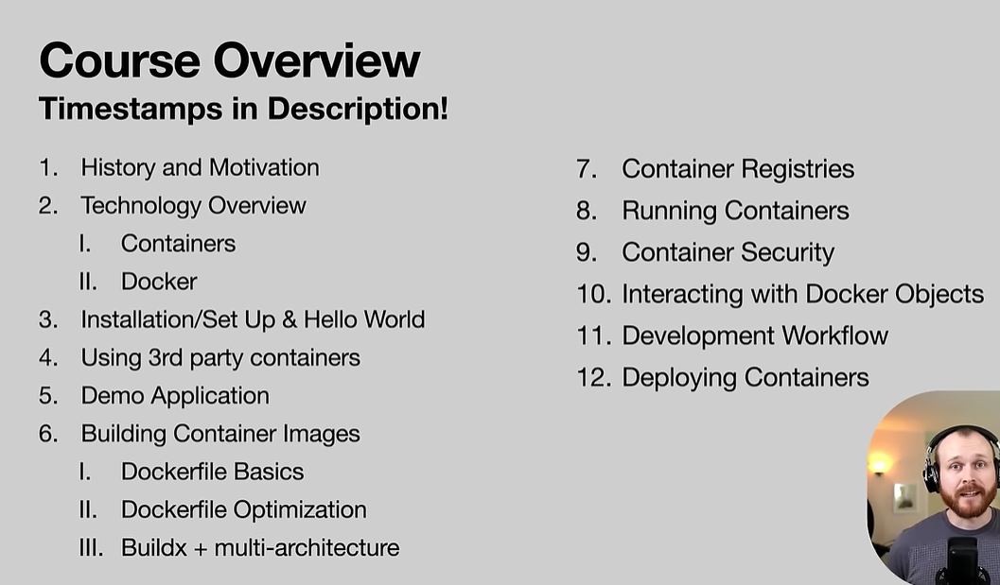 Course Overview
Timestamps in Description!
1. History and Motivation
2. Technology Overview
I. Containers
II. Docker
3. Installation/Set Up & Hello World
4. Using 3rd party containers
5. Demo Application
6. Building Container Images
I. Dockerfile Basics
II. Dockerfile Optimization
III. Buildx + multi-architecture
7. Container Registries
8. Running Containers
9. Container Security
10. Interacting with Docker Objects
11. Development Workflow
12. Deploying Containers